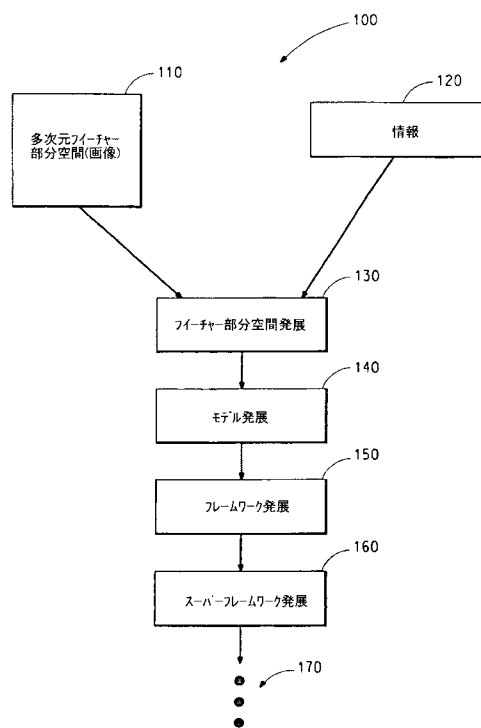 100
110
多次元フイーチャー
部分空間(画像)
120
情報
130
フイーチャー部分空間発展
140
モデル発展
150
フレームワーク発展
160
スーパーフレームワーク発展
170